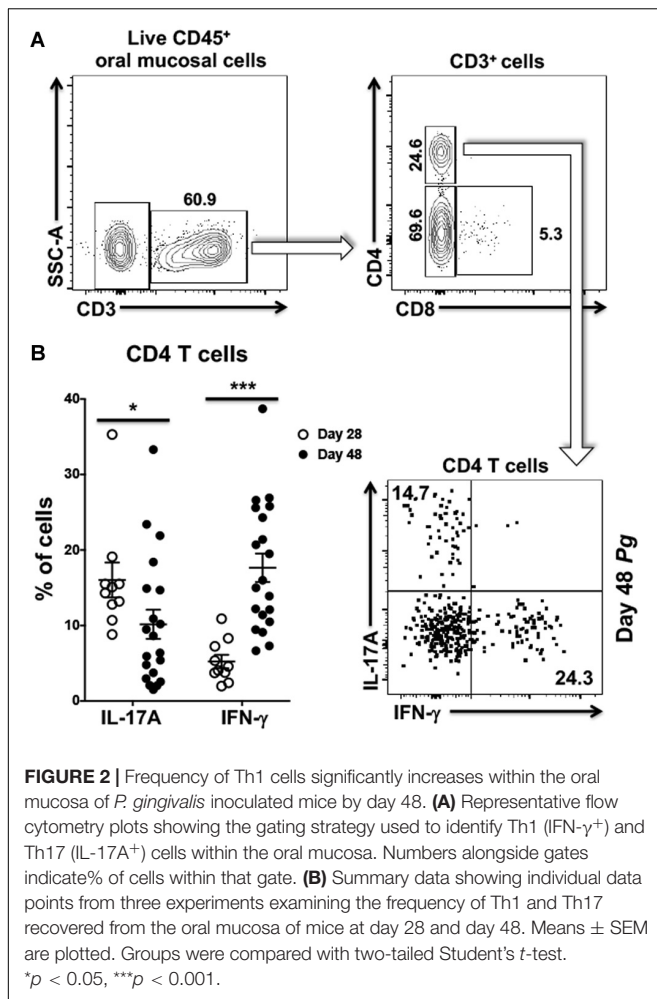 A
Live CD45+
oral mucosal cells
CD3+ cells
60.9
SSC-A
CD3
24.6
69.6
5.3
CD4
CD8
B
CD4 T cells
*
***
Day 28
Day 48
40
30
20
10
0
% of cells
IL-17A
IFN-γ
CD4 T cells
14.7
24.3
IL-17A
IFN-γ
Day 48 Pg
FIGURE 2 | Frequency of Th1 cells significantly increases within the oral
mucosa of P. gingivalis inoculated mice by day 48. (A) Representative flow
cytometry plots showing the gating strategy used to identify Th1 (IFN-γ+) and
Th17 (IL-17A+) cells within the oral mucosa. Numbers alongside gates
indicate% of cells within that gate. (B) Summary data showing individual data
points from three experiments examining the frequency of Th1 and Th17
recovered from the oral mucosa of mice at day 28 and day 48. Means ± SEM
are plotted. Groups were compared with two-tailed Student's t-test.
*p < 0.05, ***p < 0.001.